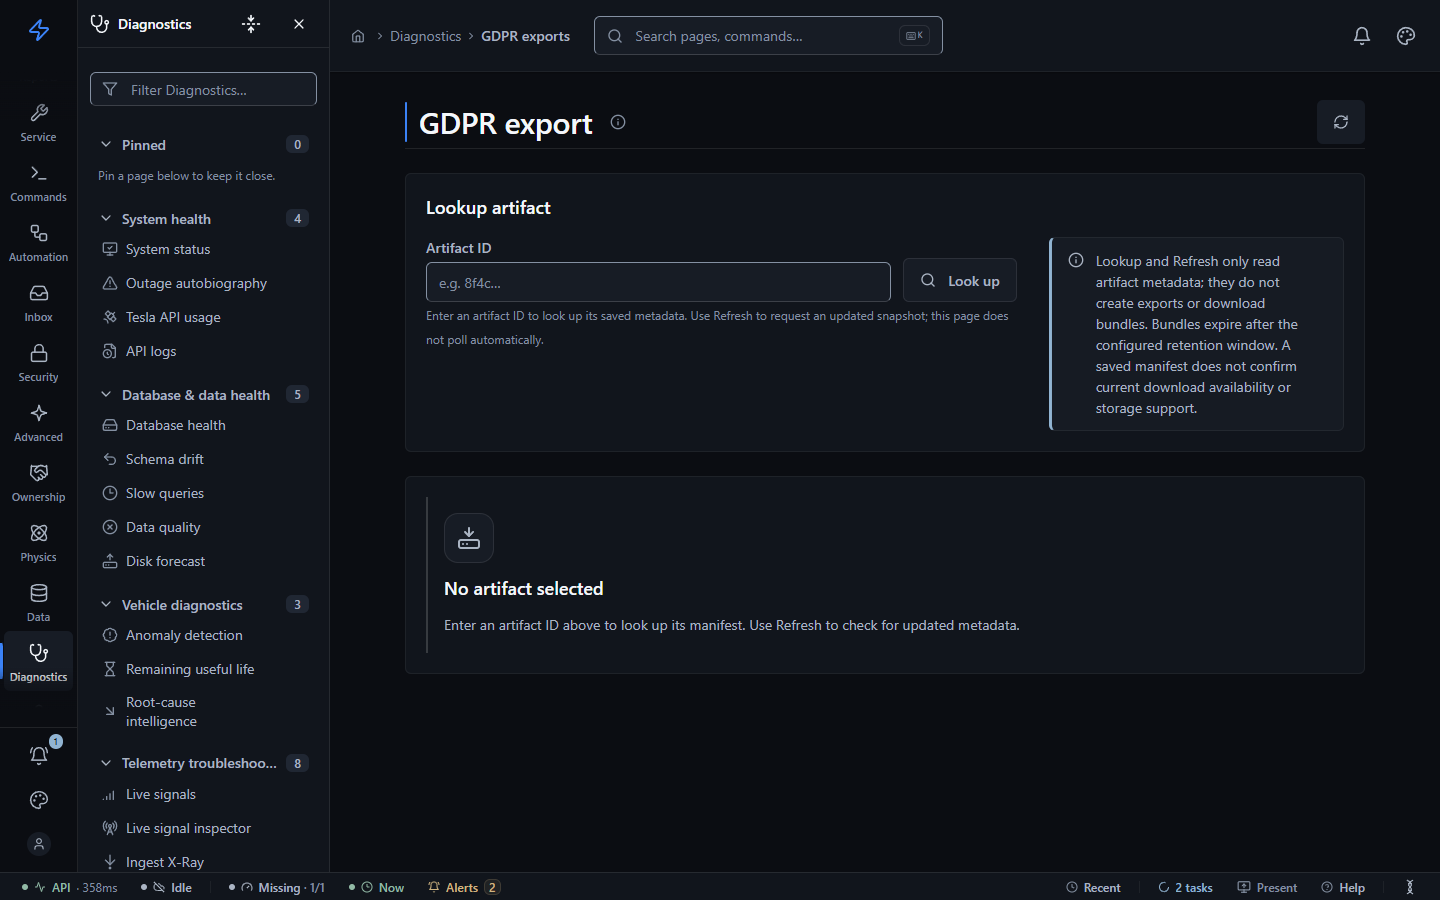 Diagnostics
Diagnostics
GDPR exports
Search pages, commands...
K
Filter Diagnostics...
Service
Commands
Automation
Inbox
Security
Advanced
Ownership
Physics
Data
Diagnostics
1
Pinned
0
Pin a page below to keep it close.
System health
4
System status
Outage autobiography
Tesla API usage
API logs
Database & data health
5
Database health
Schema drift
Slow queries
Data quality
Disk forecast
Vehicle diagnostics
3
Anomaly detection
Remaining useful life
Root-cause
intelligence
Telemetry troubleshoo...
8
Live signals
Live signal inspector
Ingest X-Ray
GDPR export
Lookup artifact
Artifact ID
e.g. 8f4c...
Look up
Enter an artifact ID to look up its saved metadata. Use Refresh to request an updated snapshot; this page does
not poll automatically.
Lookup and Refresh only read
artifact metadata; they do not
create exports or download
bundles. Bundles expire after the
configured retention window. A
saved manifest does not confirm
current download availability or
storage support.
No artifact selected
Enter an artifact ID above to look up its manifest. Use Refresh to check for updated metadata.
API · 358ms
Idle
Missing · 1/1
Now
Alerts 2
Recent
2 tasks
Present
Help